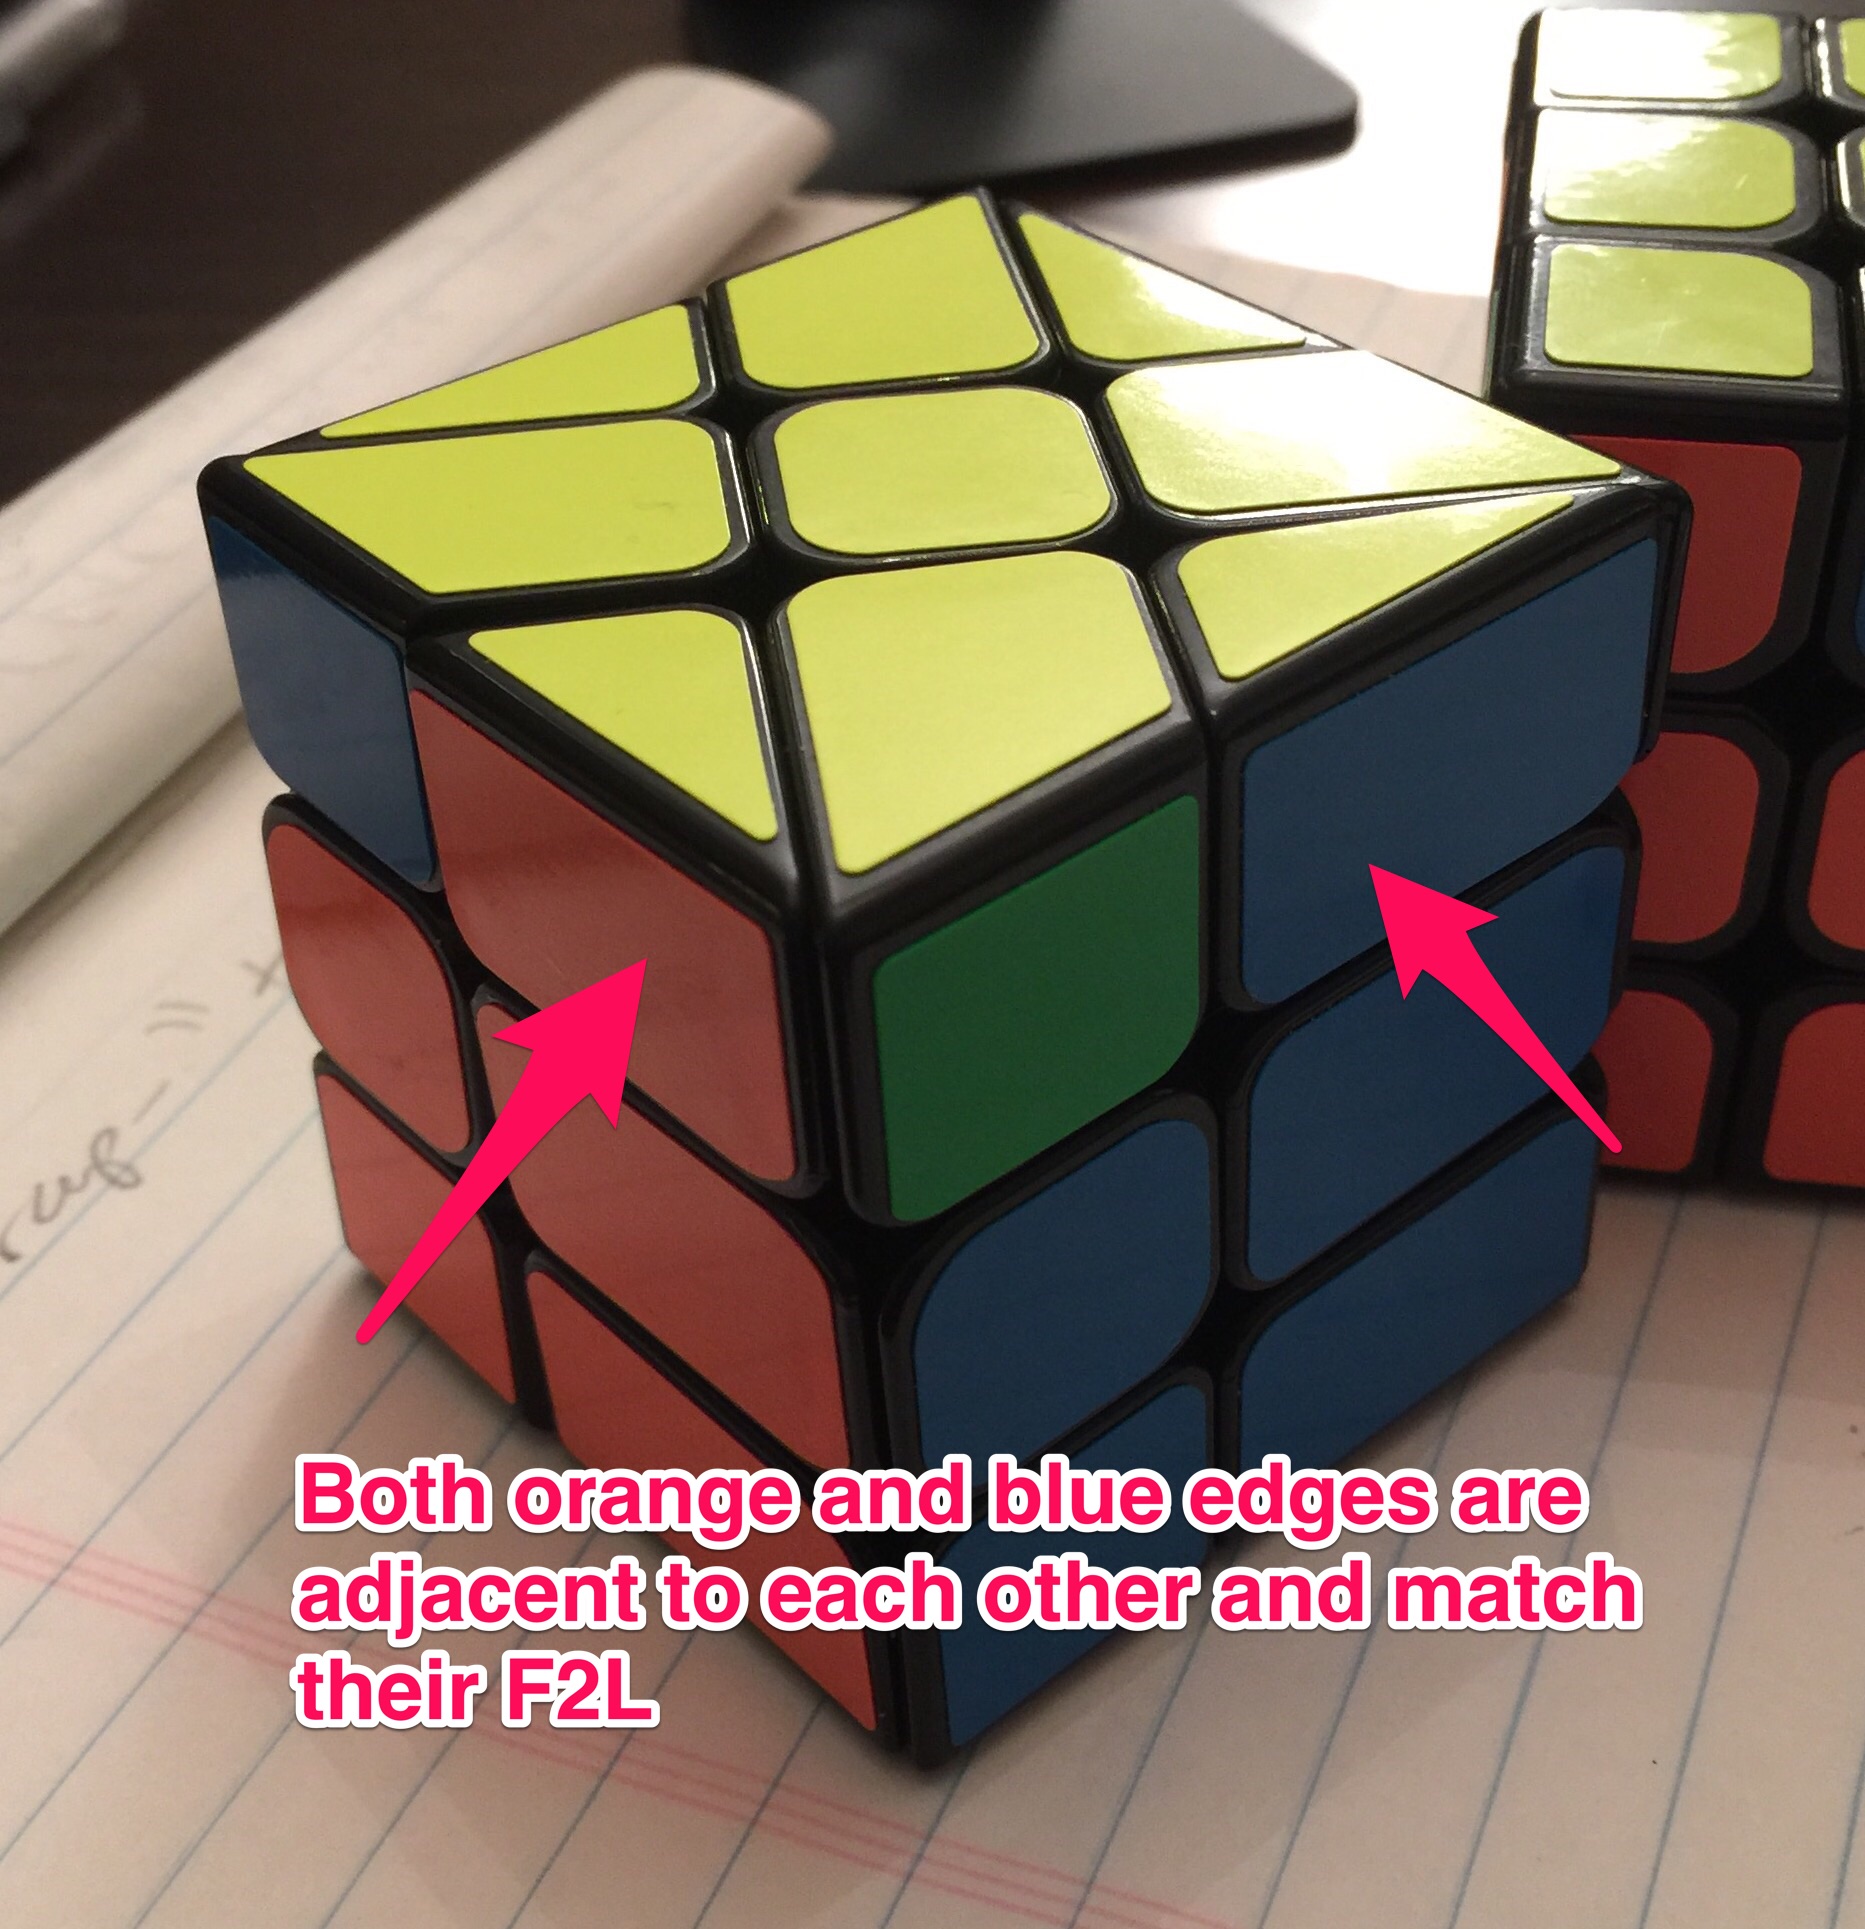 Both orange and blue edges are
adjacent to each other and match
their F2L